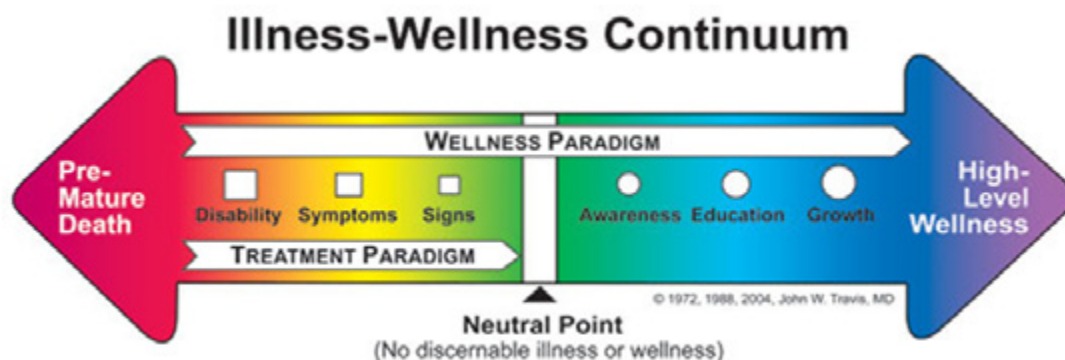 Illness-Wellness Continuum
WELLNESS PARADIGM
Pre-
Mature
Death
Disability Symptoms Signs
Awareness Education Growth
High-
Level
Wellness
TREATMENT PARADIGM
© 1972, 1988, 2004, John W. Travis, MD
Neutral Point
(No discernable illness or wellness)